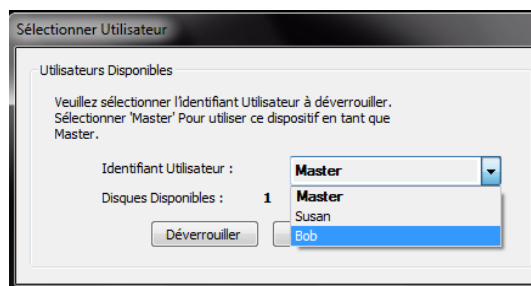 Sélectionner Utilisateur
Utilisateurs Disponibles
Veuillez sélectionner l'identifiant Utilisateur à déverrouiller.
Sélectionner 'Master' Pour utiliser ce dispositif en tant que
Master.
Identifiant Utilisateur : Master
Disques Disponibles : 1 Master
Susan
Déverrouiller Bob